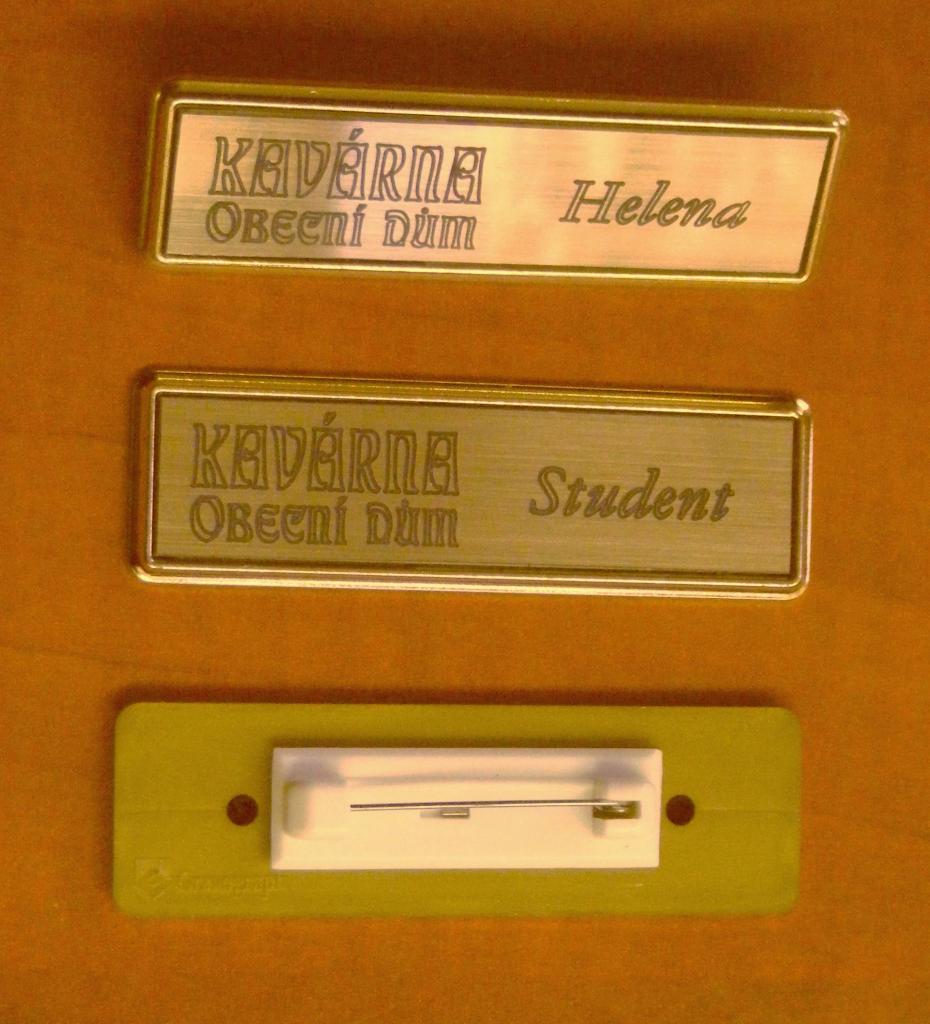 KAVÁRNA
OBECNÍ DŮM
Helena
KAVÁRNA
OBECNÍ DŮM
Student